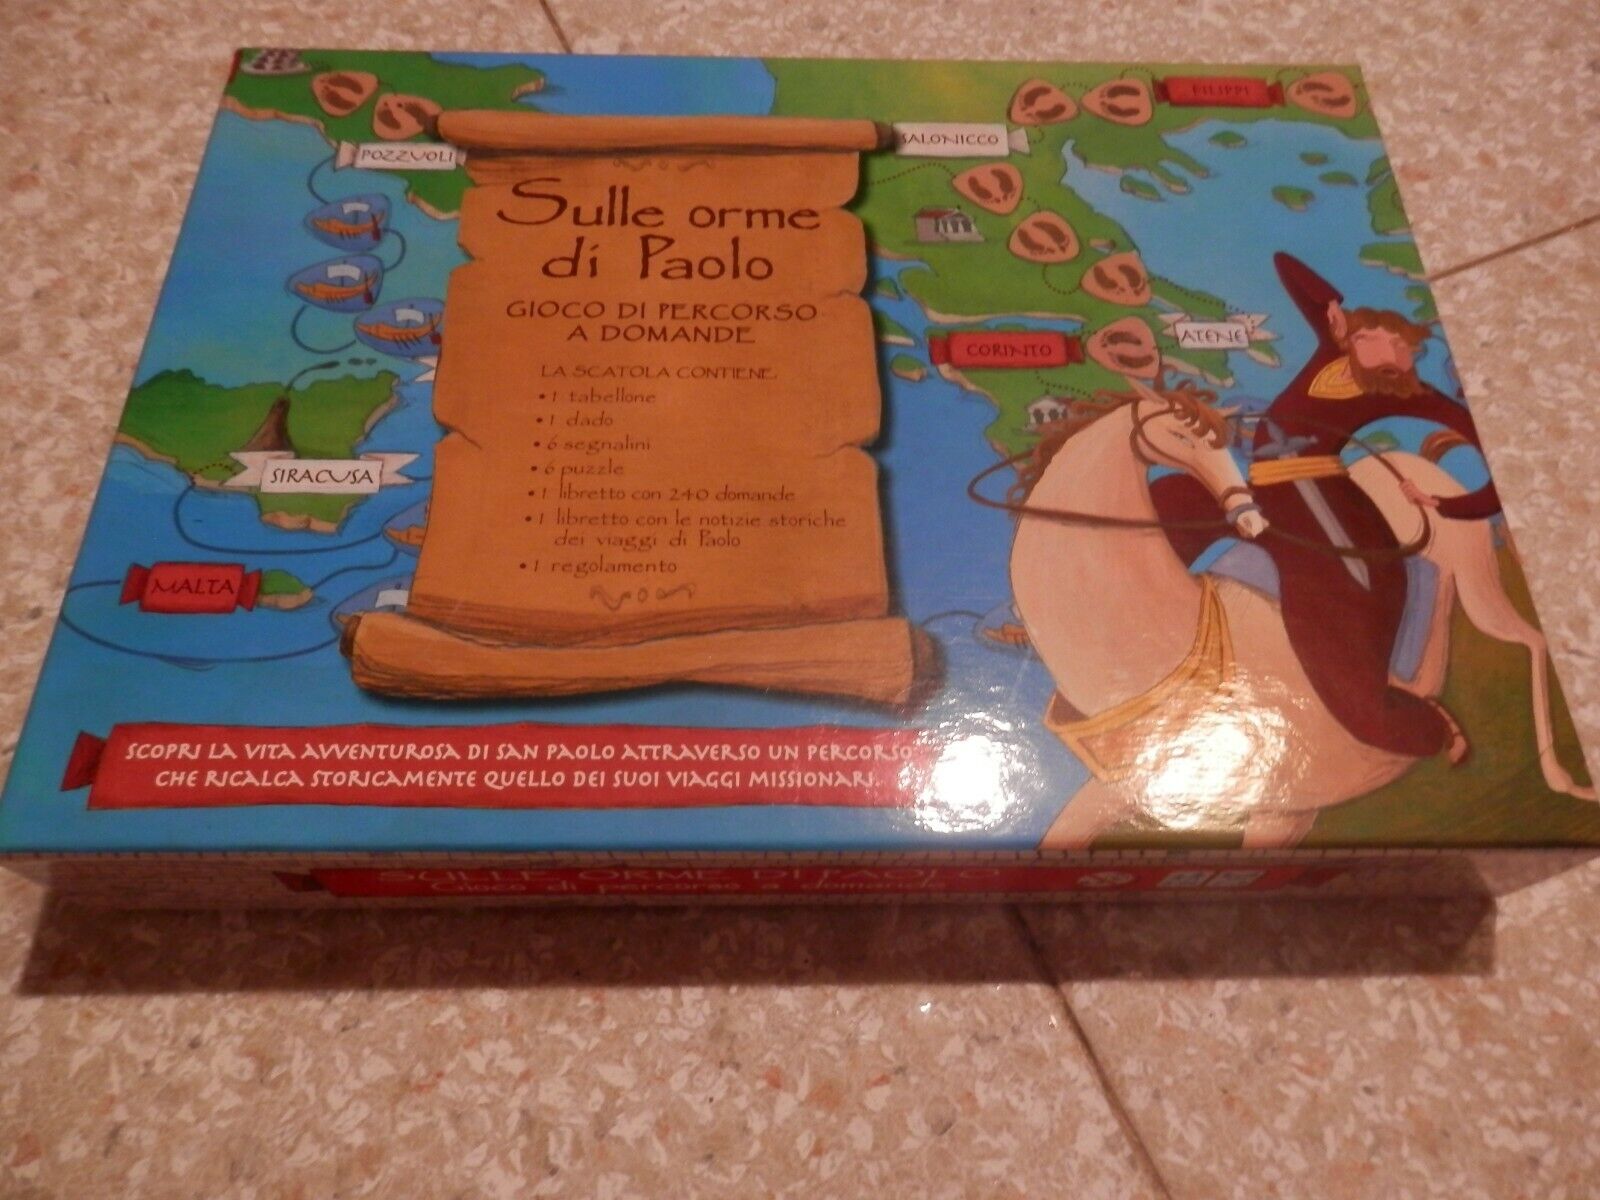 FILIPPI
SALONICCO
POZZUOLI
Sulle orme
di Paolo
GIOCO DI PERCORSO
A DOMANDE
LA SCATOLA CONTIENE
• 1 tabellone
• 1 dado
• 6 segnalini
• 6 puzzle
• 1 libretto con 240 domande
• 1 libretto con le notizie storiche
dei viaggi di Paolo
• 1 regolamento
ATENE
CORINTO
SIRACUSA
MALTA
SCOPRI LA VITA AVVENTUROSA DI SAN PAOLO ATTRAVERSO UN PERCORSO
CHE RICALCA STORICAMENTE QUELLO DEI SUOI VIAGGI MISSIONARI.
SULLE ORME DI PAOLO
Gioco di percorso a domande